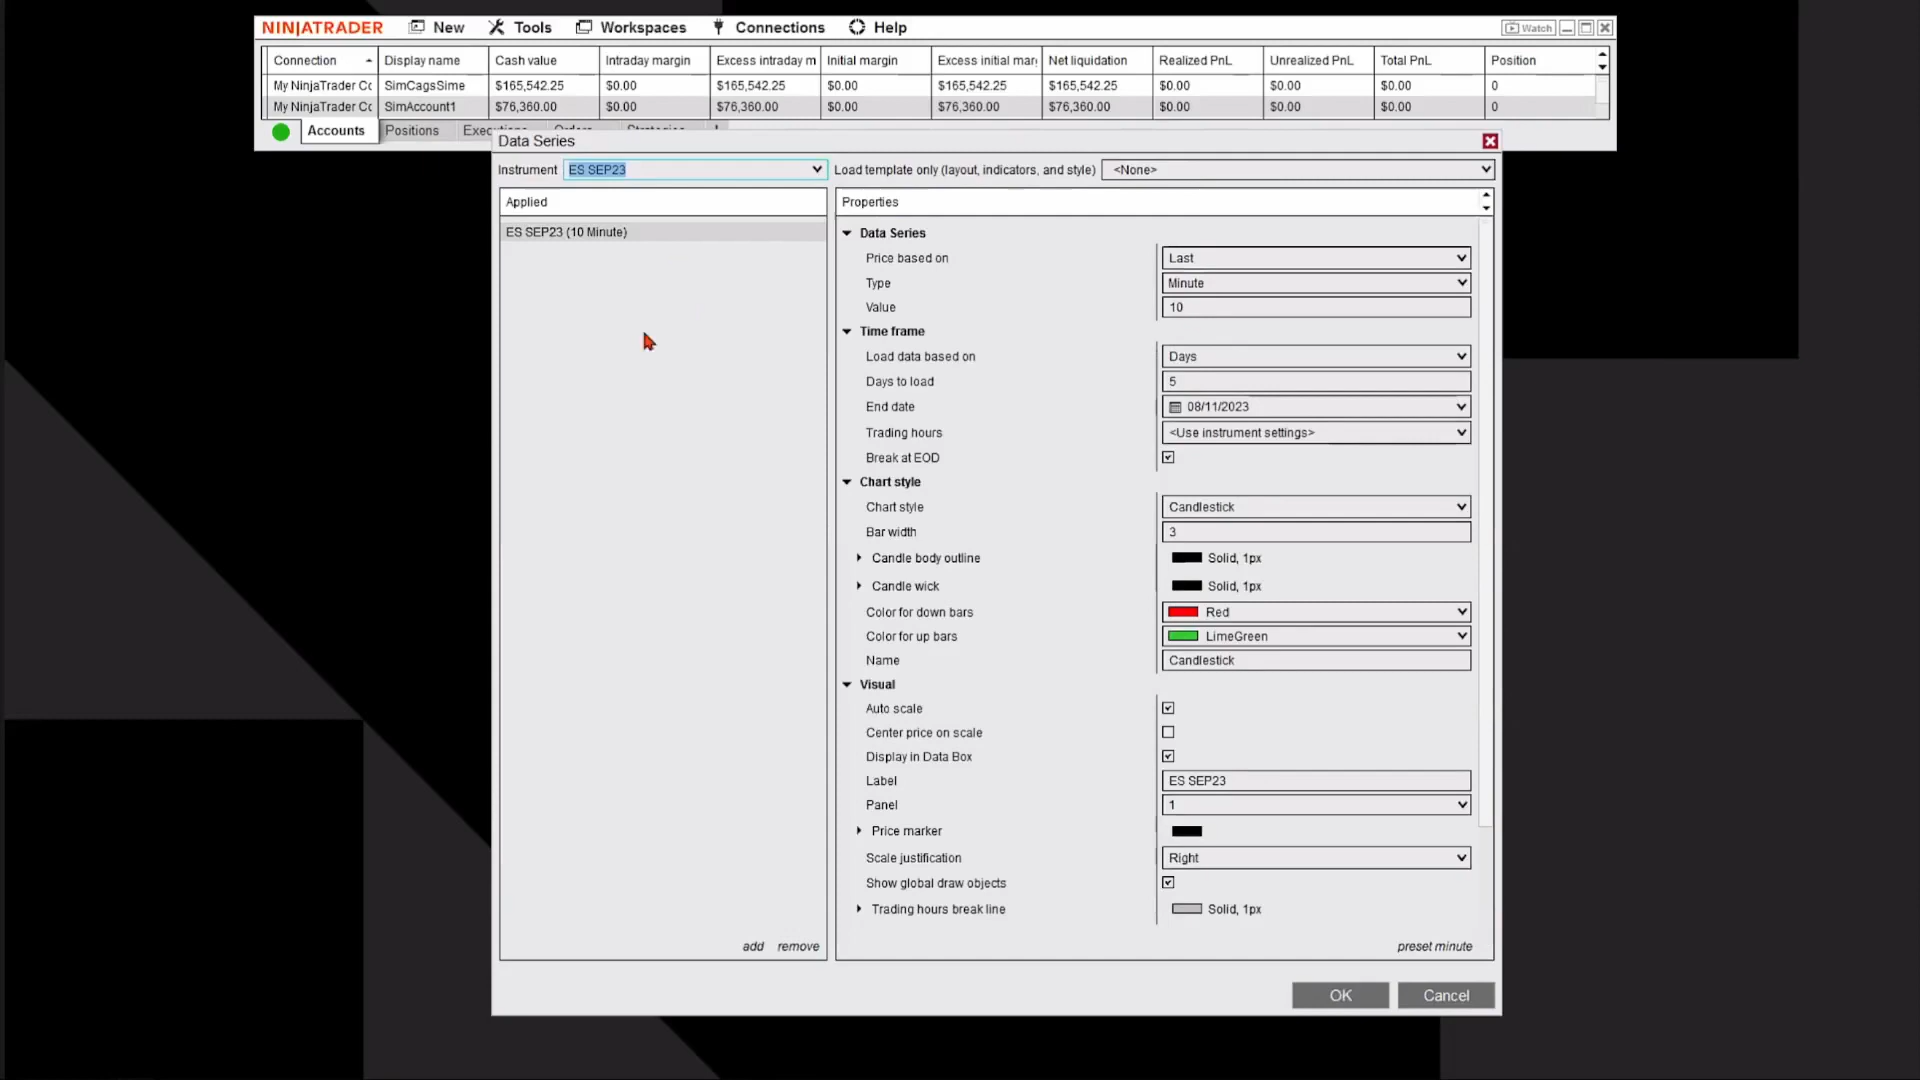 NINJATRADER New Tools Workspaces Connections Help Watch
Connection Display name Cash value Intraday margin Excess intraday m Initial margin Excess initial marg Net liquidation Realized PnL Unrealized PnL Total PnL Position
My NinjaTrader Cc SimCagsSime $165,542.25 $0.00 $165,542.25 $0.00 $165,542.25 $165,542.25 $0.00 $0.00 $0.00 0
My NinjaTrader Cc SimAccount1 $76,360.00 $0.00 $76,360.00 $0.00 $76,360.00 $76,360.00 $0.00 $0.00 $0.00 0
Accounts Positions Executions Orders Strategies
Data Series
Instrument ES SEP23 Load template only (layout, indicators, and style) <None>
Applied Properties
ES SEP23 (10 Minute)
Data Series
Price based on Last
Type Minute
Value 10
Time frame
Load data based on Days
Days to load 5
End date 08/11/2023
Trading hours <Use instrument settings>
Break at EOD
Chart style
Chart style Candlestick
Bar width 3
Candle body outline Solid, 1px
Candle wick Solid, 1px
Color for down bars Red
Color for up bars LimeGreen
Name Candlestick
Visual
Auto scale
Center price on scale
Display in Data Box
Label ES SEP23
Panel 1
Price marker
Scale justification Right
Show global draw objects
Trading hours break line Solid, 1px
add remove preset minute
OK Cancel